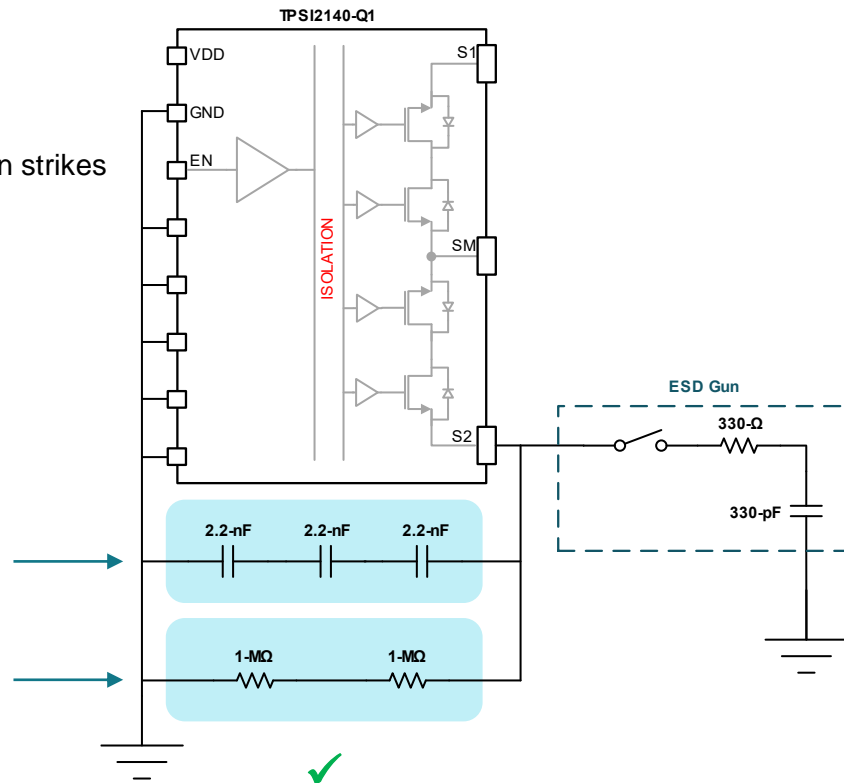 TPSI2140-Q1
VDD
S1
GND
strikes
EN
ISOLATION
SM
ESD Gun
330-Ω
S2
330-pF
2.2-nF 2.2-nF 2.2-nF
1-MΩ 1-MΩ